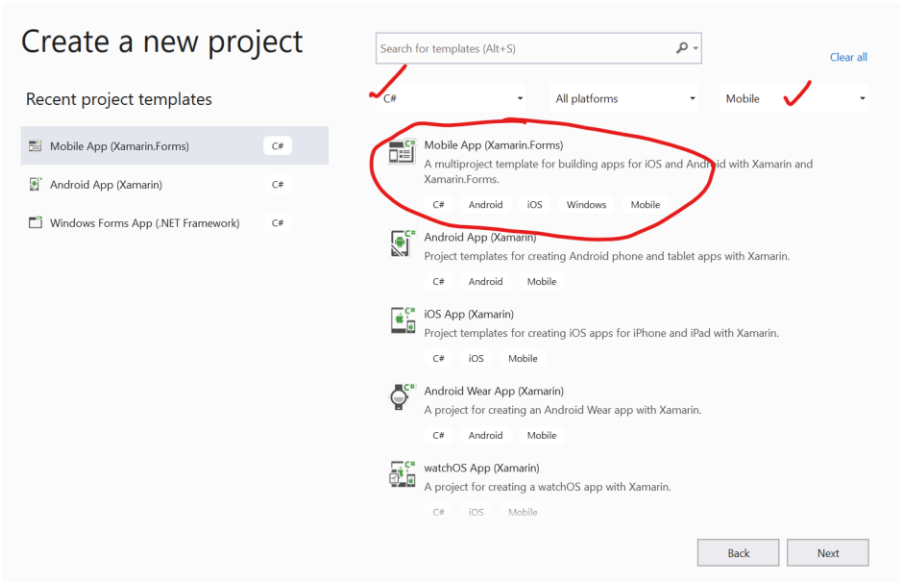 Create a new project
Search for templates (Alt+S)
Clear all
Recent project templates
C#
All platforms
Mobile
Mobile App (Xamarin.Forms) C#
Android App (Xamarin) C#
Windows Forms App (.NET Framework) C#
Mobile App (Xamarin.Forms)
A multiproject template for building apps for iOS and Android with Xamarin and
Xamarin.Forms.
C# Android iOS Windows Mobile
Android App (Xamarin)
Project templates for creating Android phone and tablet apps with Xamarin.
C# Android Mobile
iOS App (Xamarin)
Project templates for creating iOS apps for iPhone and iPad with Xamarin.
C# iOS Mobile
Android Wear App (Xamarin)
A project for creating an Android Wear app with Xamarin.
C# Android Mobile
watchOS App (Xamarin)
A project for creating a watchOS app with Xamarin.
C# iOS Mobile
Back Next